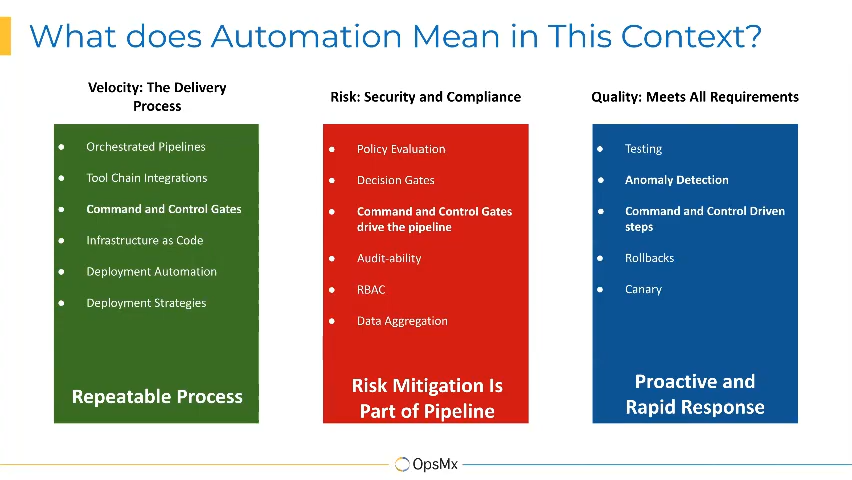 What does Automation Mean in This Context?
Velocity: The Delivery
Process
● Orchestrated Pipelines
● Tool Chain Integrations
● Command and Control Gates
● Infrastructure as Code
● Deployment Automation
● Deployment Strategies
Repeatable Process
Risk: Security and Compliance
● Policy Evaluation
● Decision Gates
● Command and Control Gates
drive the pipeline
● Audit-ability
● RBAC
● Data Aggregation
Risk Mitigation Is
Part of Pipeline
Quality: Meets All Requirements
● Testing
● Anomaly Detection
● Command and Control Driven
steps
● Rollbacks
● Canary
Proactive and
Rapid Response
OpsMx